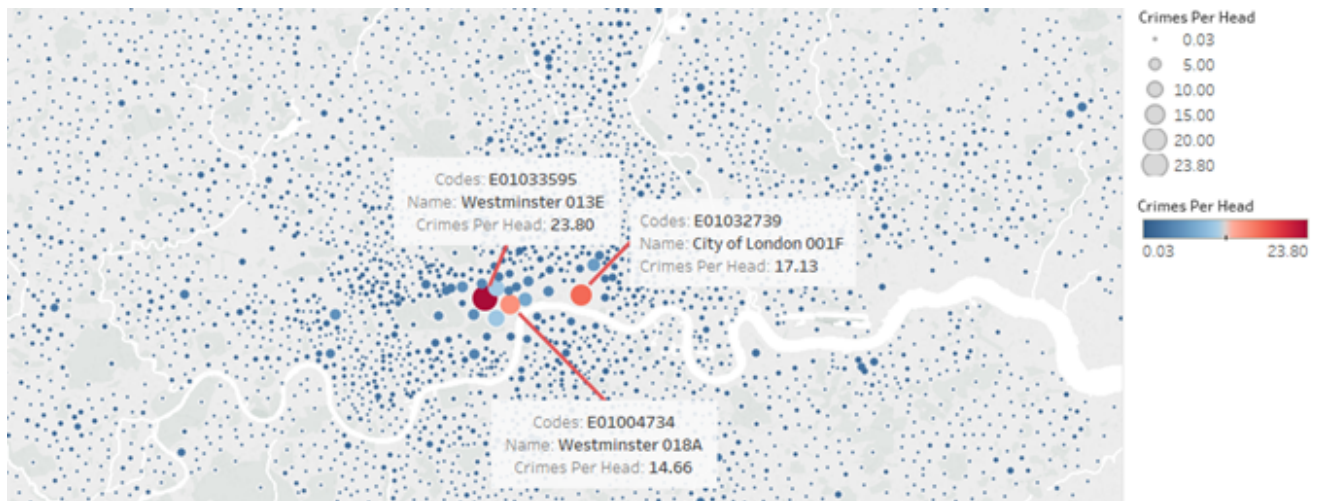 Crimes Per Head
0.03
5.00
10.00
15.00
20.00
23.80
Crimes Per Head
0.03 23.80
Codes: E01033595
Name: Westminster 013E
Crimes Per Head: 23.80
Codes: E01032739
Name: City of London 001F
Crimes Per Head: 17.13
Codes: E01004734
Name: Westminster 018A
Crimes Per Head: 14.66